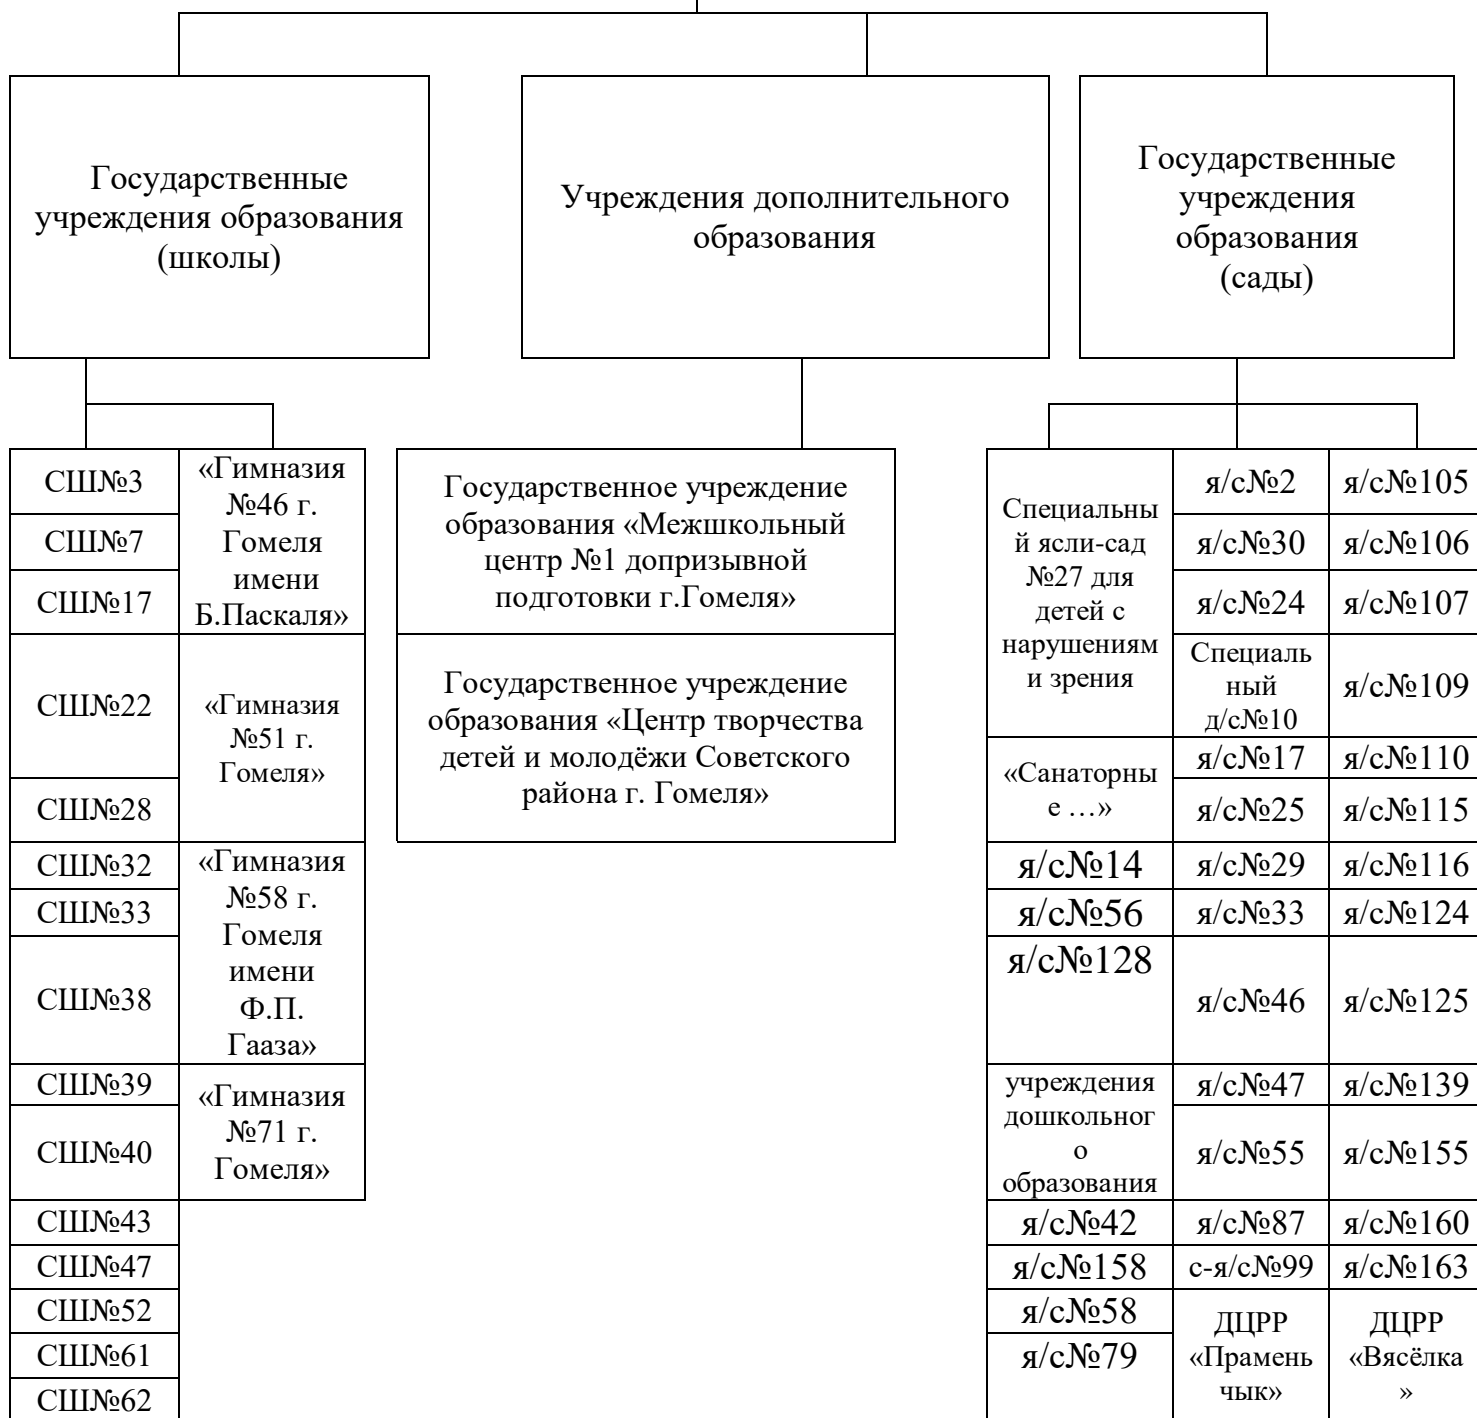 Государственные
учреждения образования
(школы)
Учреждения дополнительного
образования
Государственные
учреждения
образования
(сады)
СШ№3
СШ№7
СШ№17
СШ№22
СШ№28
СШ№32
СШ№33
СШ№38
СШ№39
СШ№40
СШ№43
СШ№47
СШ№52
СШ№61
СШ№62
«Гимназия
№46 г.
Гомеля
имени
Б.Паскаля»
«Гимназия
№51 г.
Гомеля»
«Гимназия
№58 г.
Гомеля
имени
Ф.П.
Гааза»
«Гимназия
№71 г.
Гомеля»
Государственное учреждение
образования «Межшкольный
центр №1 допризывной
подготовки г.Гомеля»
Государственное учреждение
образования «Центр творчества
детей и молодёжи Советского
района г. Гомеля»
Специальны
й ясли-сад
№27 для
детей с
нарушениям
и зрения
«Санаторны
е …»
я/с№14
я/с№56
я/с№128
учреждения
дошкольног
о
образования
я/с№42
я/с№158
я/с№58
я/с№79
я/с№2
я/с№30
я/с№24
Специаль
ный
д/с№10
я/с№17
я/с№25
я/с№29
я/с№33
я/с№46
я/с№47
я/с№55
я/с№87
с-я/с№99
ДЦРР
«Прамень
чык»
я/с№105
я/с№106
я/с№107
я/с№109
я/с№110
я/с№115
я/с№116
я/с№124
я/с№125
я/с№139
я/с№155
я/с№160
я/с№163
ДЦРР
«Вясёлка
»